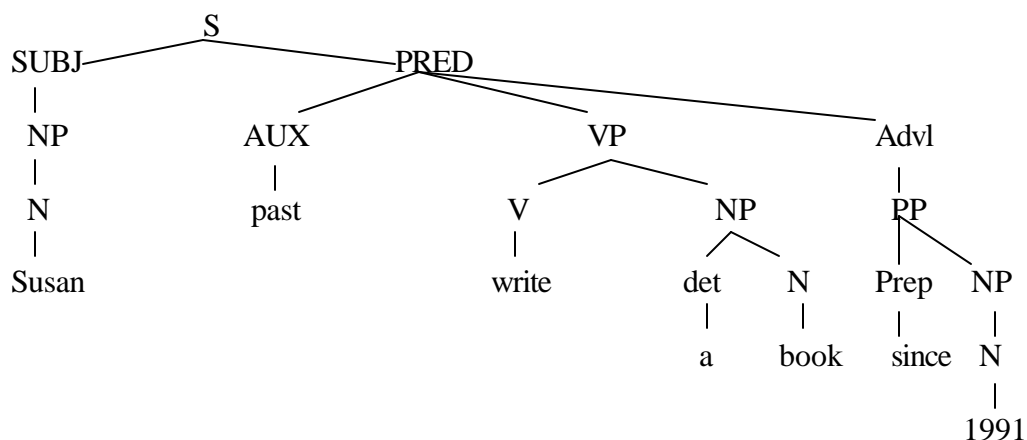 S
SUBJ PRED
NP AUX VP Advl
N past V NP PP
Susan write det N Prep NP
a book since N
1991